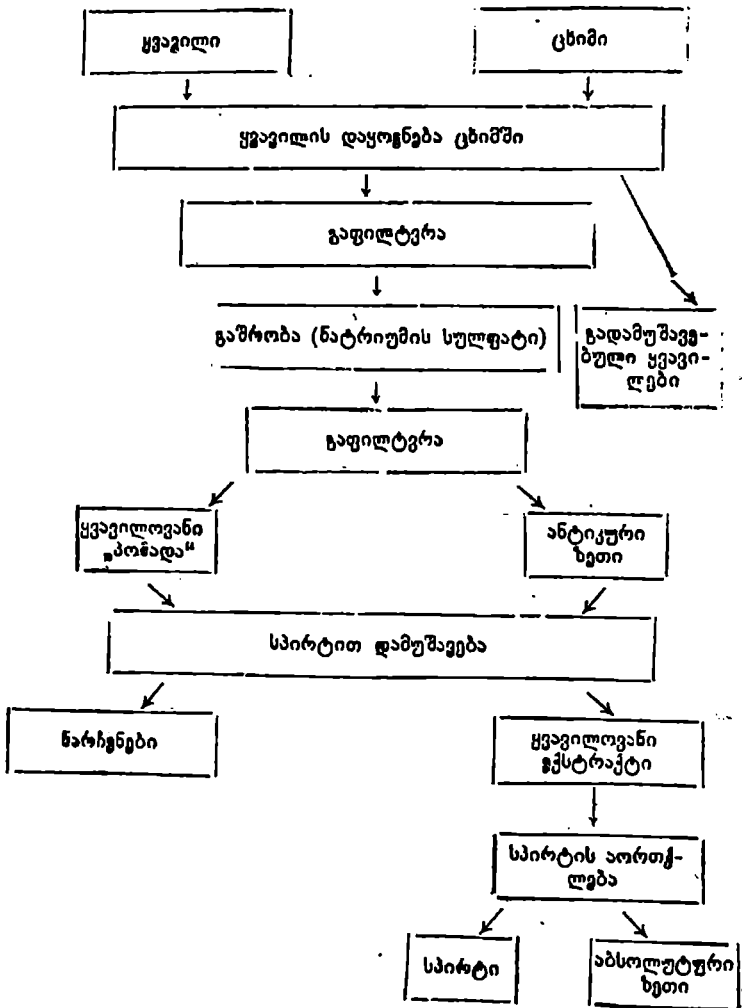 ყვავილი
ცხიმი
ყვავილის დაყოვნება ცხიმში
გაფილტვრა
გაშრობა (ნატრიუმის სულფატი)
გადამუშავე-
ბული ყვავი-
ლები
გაფილტვრა
ყვავილოვანი
„პომადა“
ანტიკური
ზეთი
სპირტით დამუშავება
ნარჩენები
ყვავილოვანი
ექსტრაქტი
სპირტის აორთქ-
ლება
სპირტი
აბსოლუტური
ზეთი